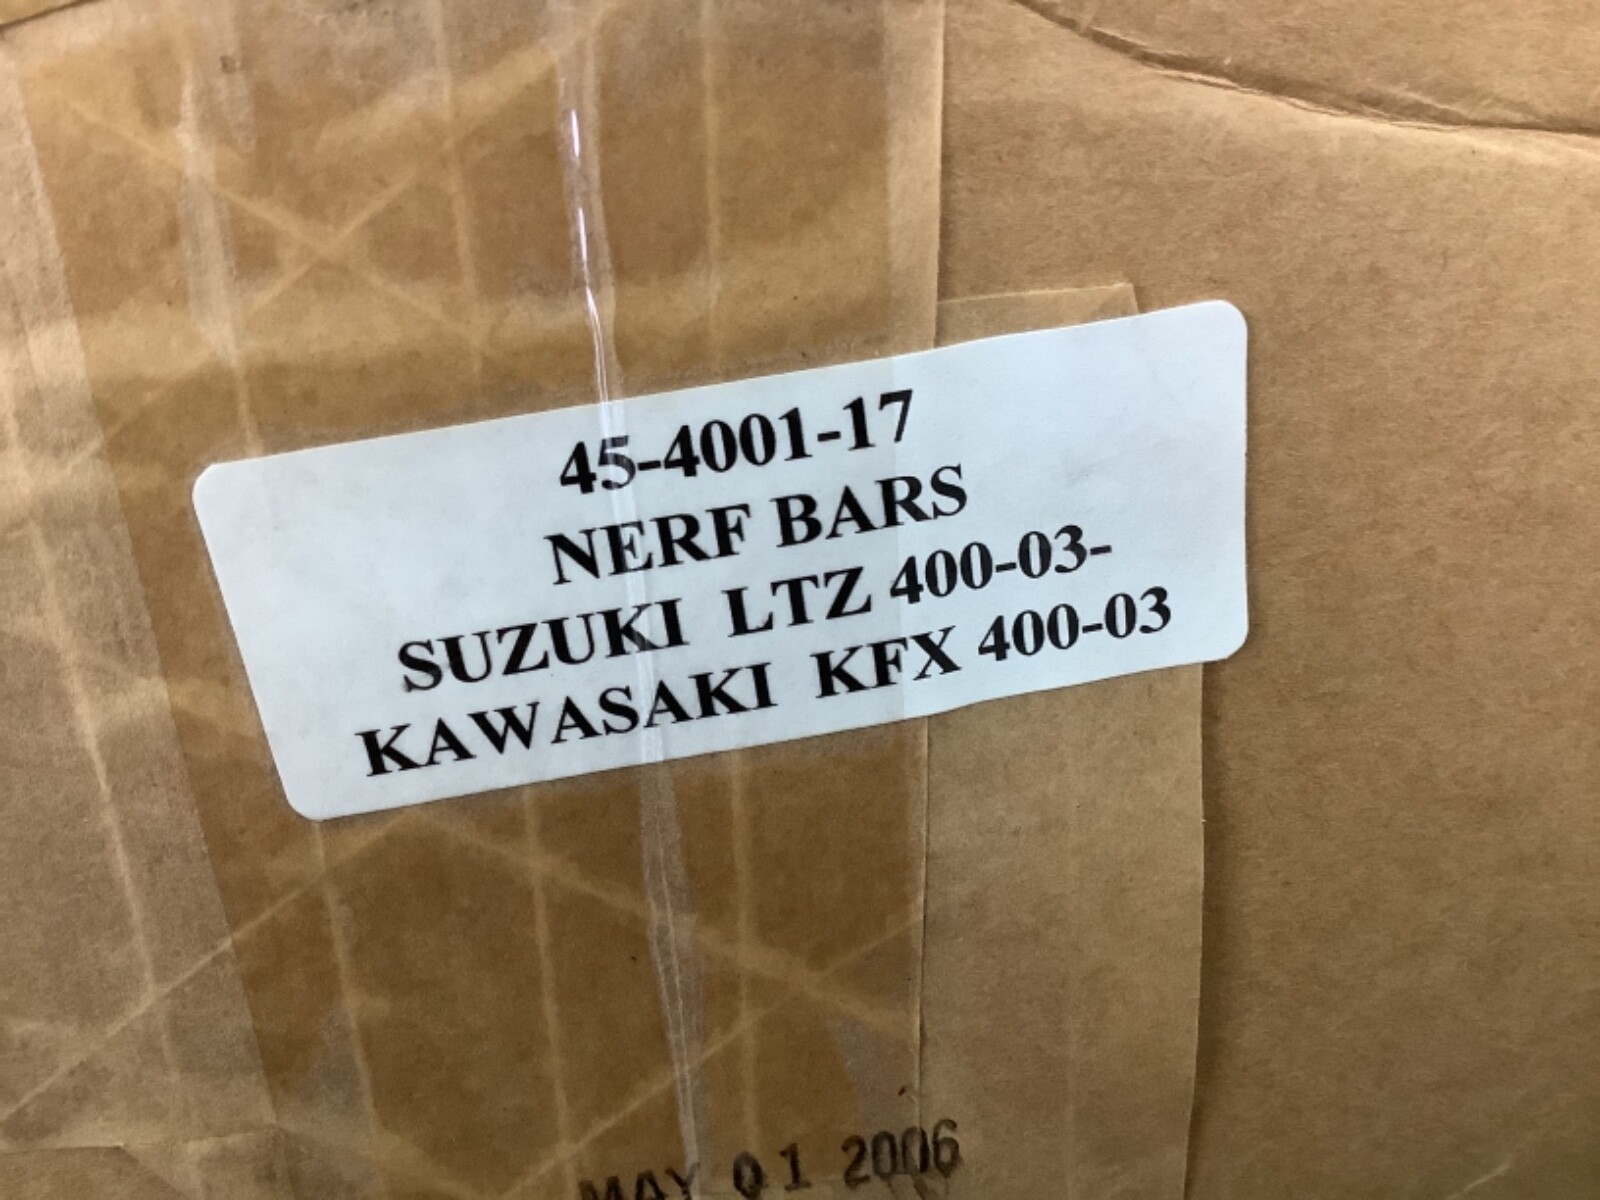 45-4001-17
NERF BARS
SUZUKI LTZ 400-03-
KAWASAKI KFX 400-03
MAY 01 2006